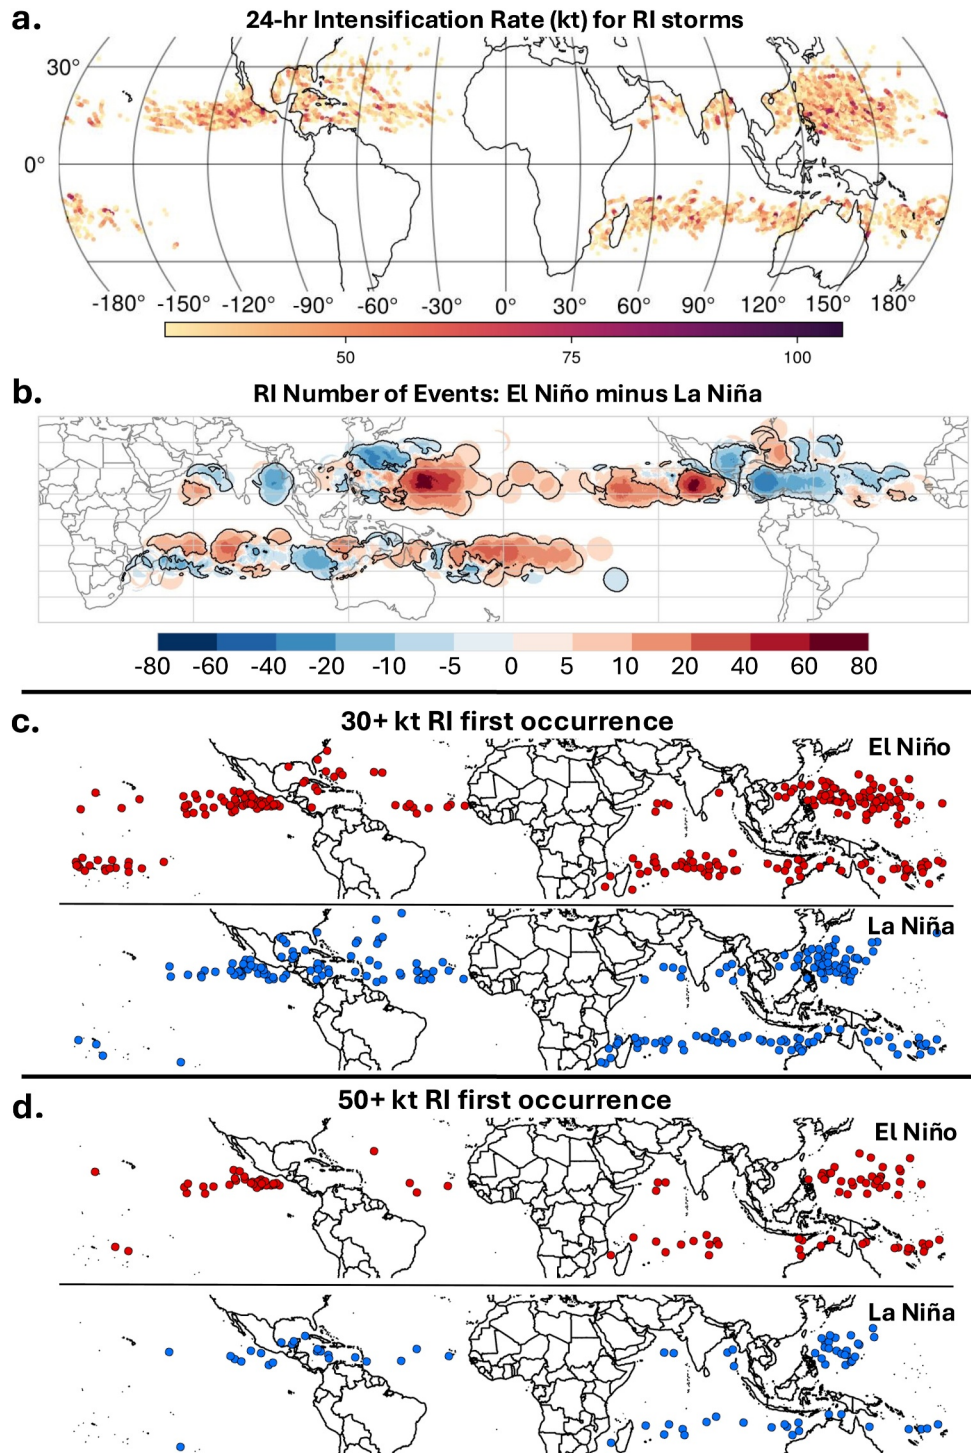 a.
24-hr Intensification Rate (kt) for RI storms
30°
0°
-180° -150° -120° -90° -60° -30° 0° 30° 60° 90° 120° 150° 180°
50 75 100
b.
RI Number of Events: El Niño minus La Niña
-80 -60 -40 -20 -10 -5 0 5 10 20 40 60 80
c.
30+ kt RI first occurrence
El Niño
La Niña
d.
50+ kt RI first occurrence
El Niño
La Niña